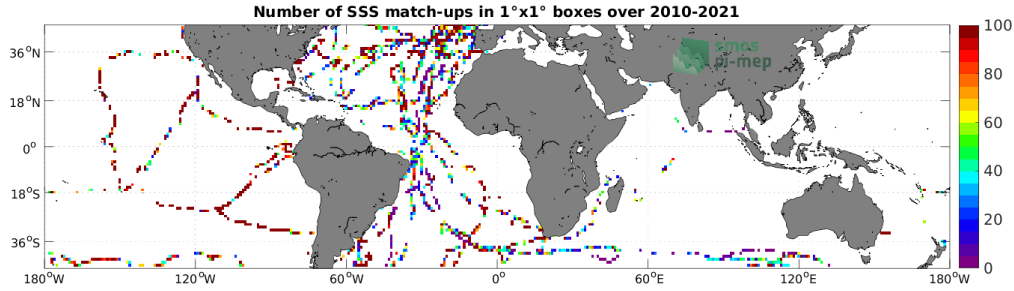 Number of SSS match-ups in 1°x1° boxes over 2010-2021
smos
pi-mep
36°N
18°N
0°
18°S
36°S
180°W
120°W
60°W
0°
60°E
120°E
180°W
100
80
60
40
20
0